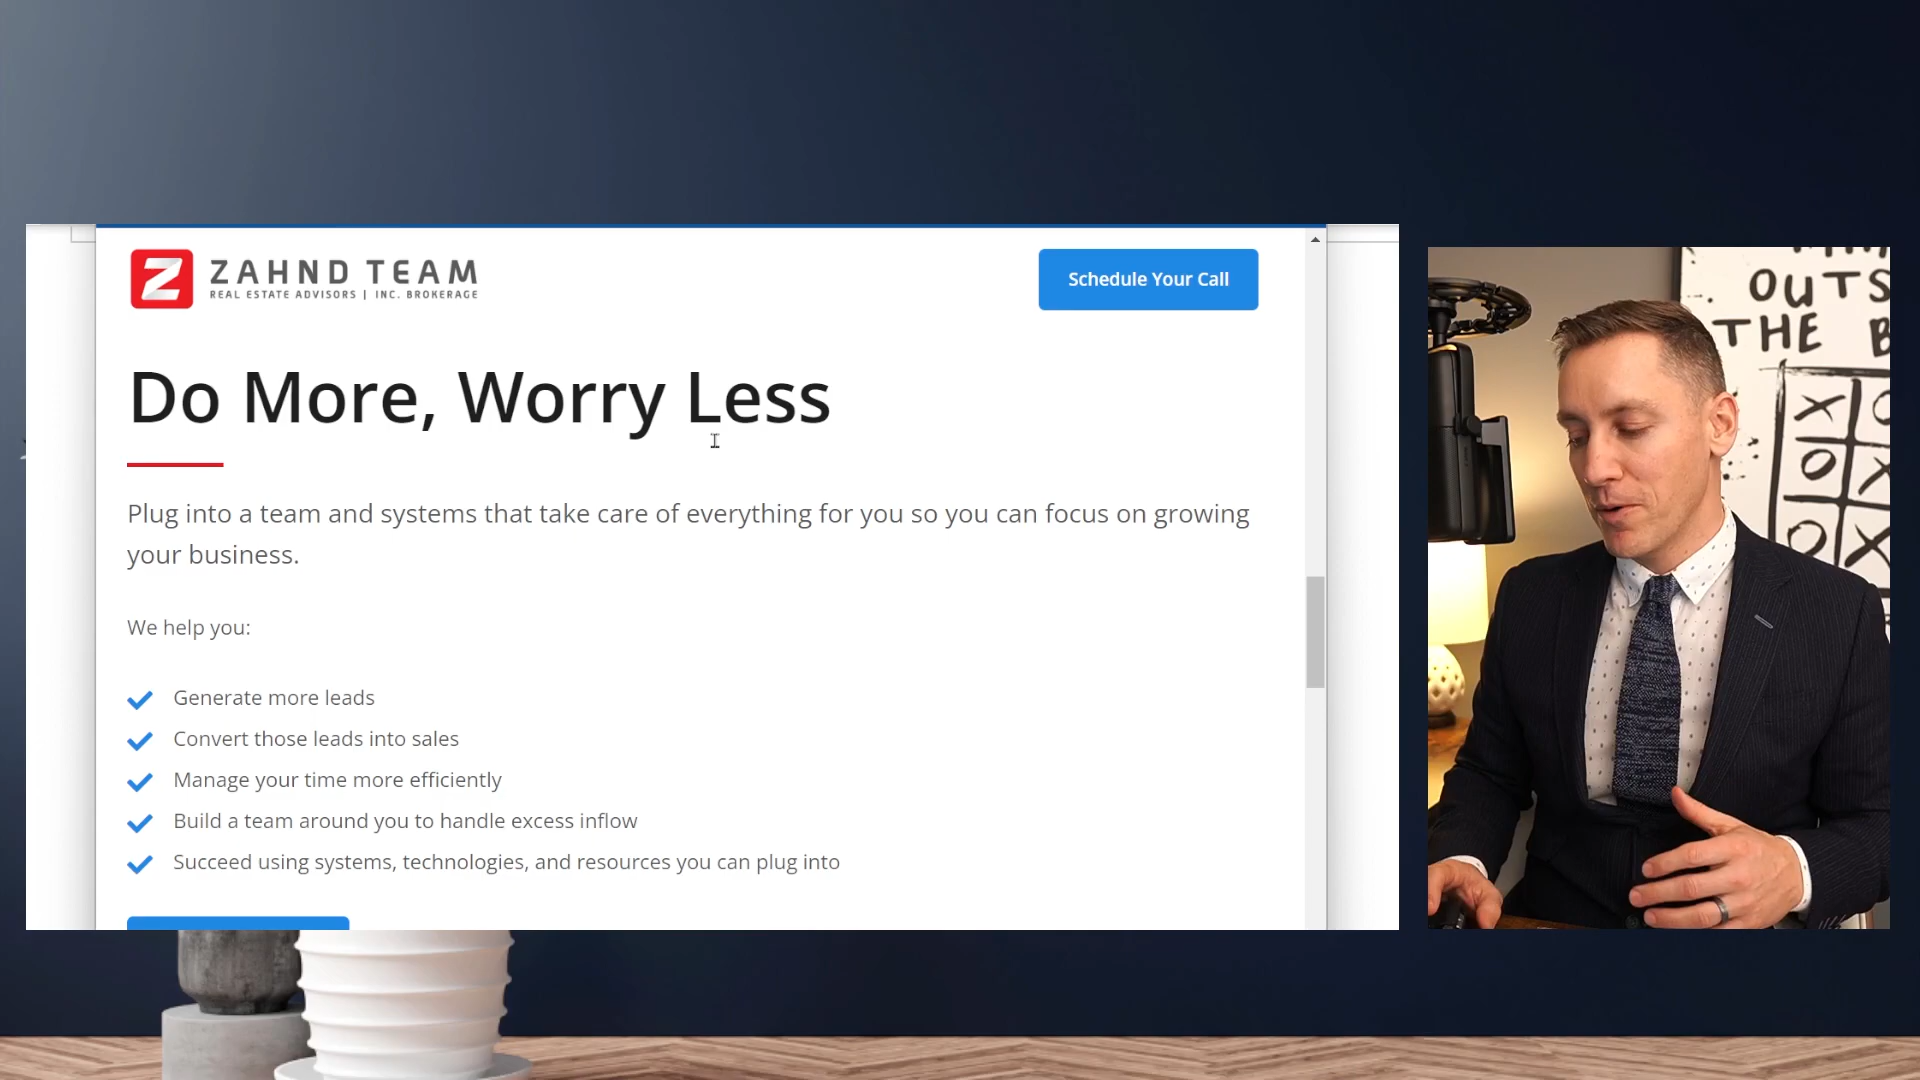 ZAHND TEAM
REAL ESTATE ADVISORS | INC. BROKERAGE
Schedule Your Call
Do More, Worry Less
Plug into a team and systems that take care of everything for you so you can focus on growing
your business.
We help you:
Generate more leads
Convert those leads into sales
Manage your time more efficiently
Build a team around you to handle excess inflow
Succeed using systems, technologies, and resources you can plug into
OUTS
THE B
X O
O X
O X